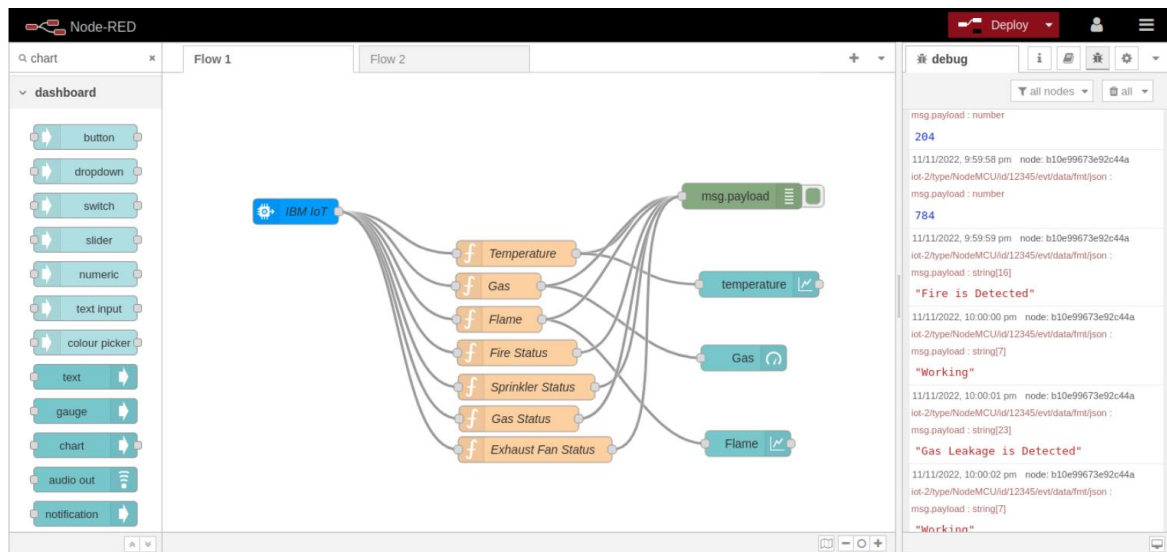 Node-RED
Deploy
chart
Flow 1
Flow 2
debug
i
dashboard
all nodes
all
button
dropdown
switch
slider
numeric
text input
colour picker
text
gauge
chart
audio out
notification
IBM IoT
Temperature
Gas
Flame
Fire Status
Sprinkler Status
Gas Status
Exhaust Fan Status
msg.payload
temperature
Gas
Flame
msg.payload : number
204
11/11/2022, 9:59:58 pm node: b10e99673e92c44a
iot-2/type/NodeMCU/id/12345/evt/data/fmt/json :
msg.payload : number
784
11/11/2022, 9:59:59 pm node: b10e99673e92c44a
iot-2/type/NodeMCU/id/12345/evt/data/fmt/json :
msg.payload : string[16]
"Fire is Detected"
11/11/2022, 10:00:00 pm node: b10e99673e92c44a
iot-2/type/NodeMCU/id/12345/evt/data/fmt/json :
msg.payload : string[7]
"Working"
11/11/2022, 10:00:01 pm node: b10e99673e92c44a
iot-2/type/NodeMCU/id/12345/evt/data/fmt/json :
msg.payload : string[23]
"Gas Leakage is Detected"
11/11/2022, 10:00:02 pm node: b10e99673e92c44a
iot-2/type/NodeMCU/id/12345/evt/data/fmt/json :
msg.payload : string[7]
"Working"